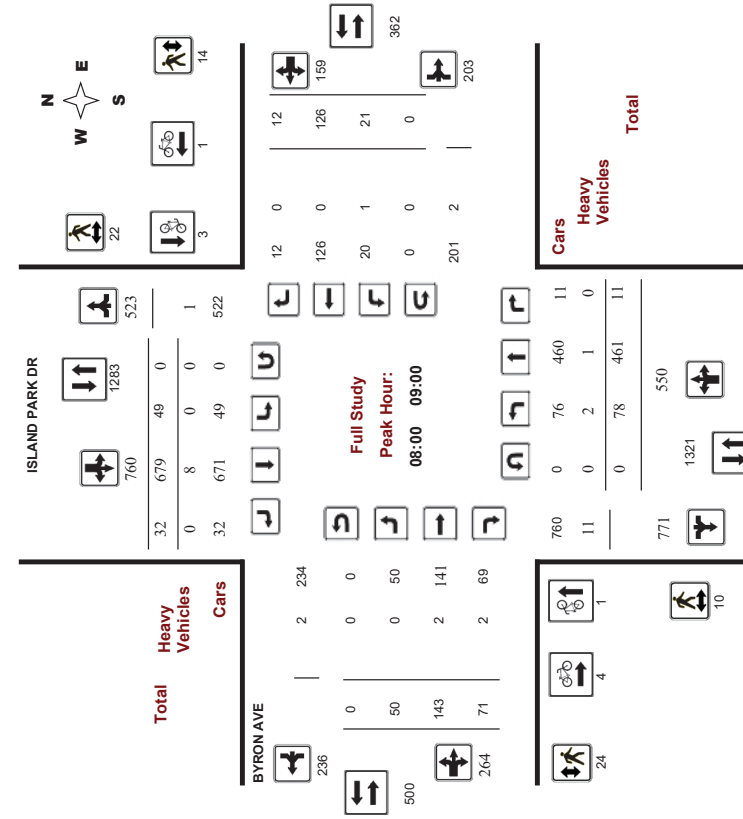 ISLAND PARK DR
N
W E
S
22
14
3
1
760
1283
523
32 679 49 0
0 8 0 0 1
32 671 49 0 522
Total
Heavy
Vehicles
Cars
BYRON AVE
236
500
264
2 234
0 0 0
50 0 50
143 2 141
71 2 69
Full Study
Peak Hour:
08:00 09:00
12 0 12
126 0 126
20 1 21
0 0 0
201 2
159
362
203
Cars
Heavy
Vehicles
Total
760 0 76 460 11
11 0 2 1 0
0 78 461 11
771
1321
550
24
4
1
10